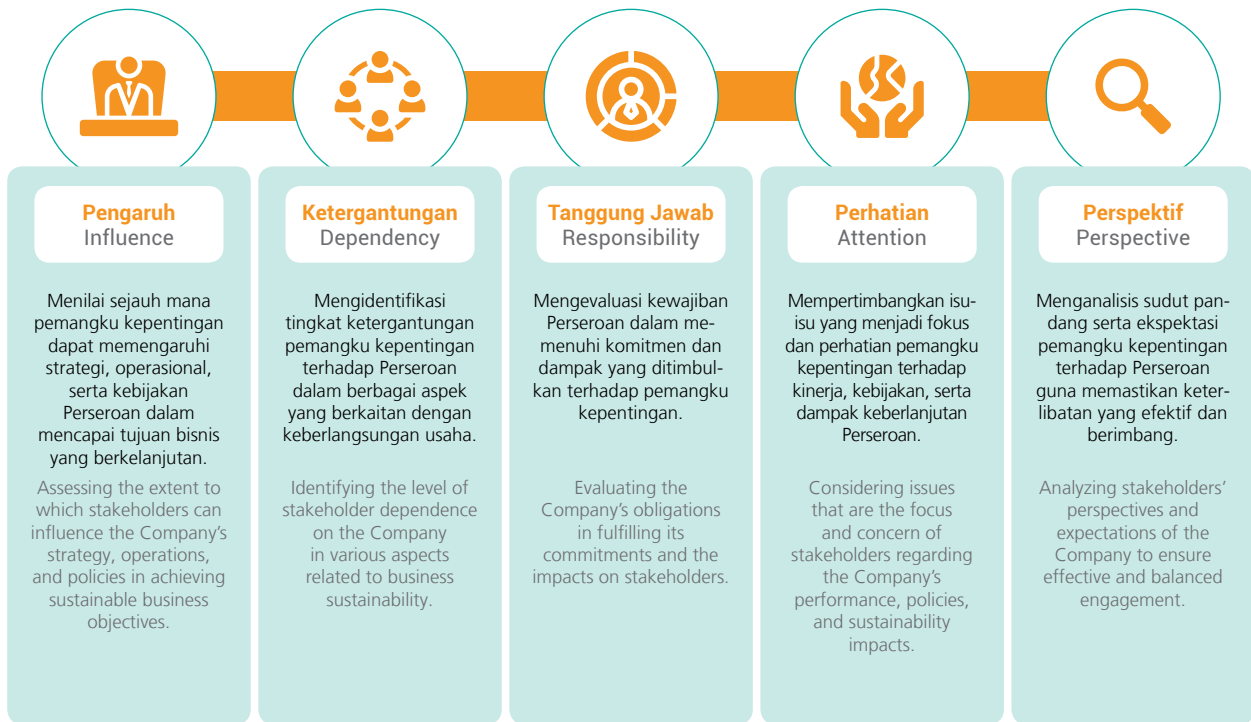 Pengaruh
Influence
Menilai sejauh mana
pemangku kepentingan
dapat memengaruhi
strategi, operasional,
serta kebijakan
Perseroan dalam
mencapai tujuan bisnis
yang berkelanjutan.
Assessing the extent to
which stakeholders can
influence the Company’s
strategy, operations,
and policies in achieving
sustainable business
objectives.
Ketergantungan
Dependency
Mengidentifikasi
tingkat ketergantungan
pemangku kepentingan
terhadap Perseroan
dalam berbagai aspek
yang berkaitan dengan
keberlangsungan usaha.
Identifying the level of
stakeholder dependence
on the Company
in various aspects
related to business
sustainability.
Tanggung Jawab
Responsibility
Mengevaluasi kewajiban
Perseroan dalam me-
menuhi komitmen dan
dampak yang ditimbul-
kan terhadap pemangku
kepentingan.
Evaluating the
Company’s obligations
in fulfilling its
commitments and the
impacts on stakeholders.
Perhatian
Attention
Mempertimbangkan isu-
isu yang menjadi fokus
dan perhatian pemangku
kepentingan terhadap
kinerja, kebijakan, serta
dampak keberlanjutan
Perseroan.
Considering issues
that are the focus
and concern of
stakeholders regarding
the Company’s
performance, policies,
and sustainability
impacts.
Perspektif
Perspective
Menganalisis sudut pan-
dang serta ekspektasi
pemangku kepentingan
terhadap Perseroan
guna memastikan keter-
libatan yang efektif dan
berimbang.
Analyzing stakeholders’
perspectives and
expectations of the
Company to ensure
effective and balanced
engagement.